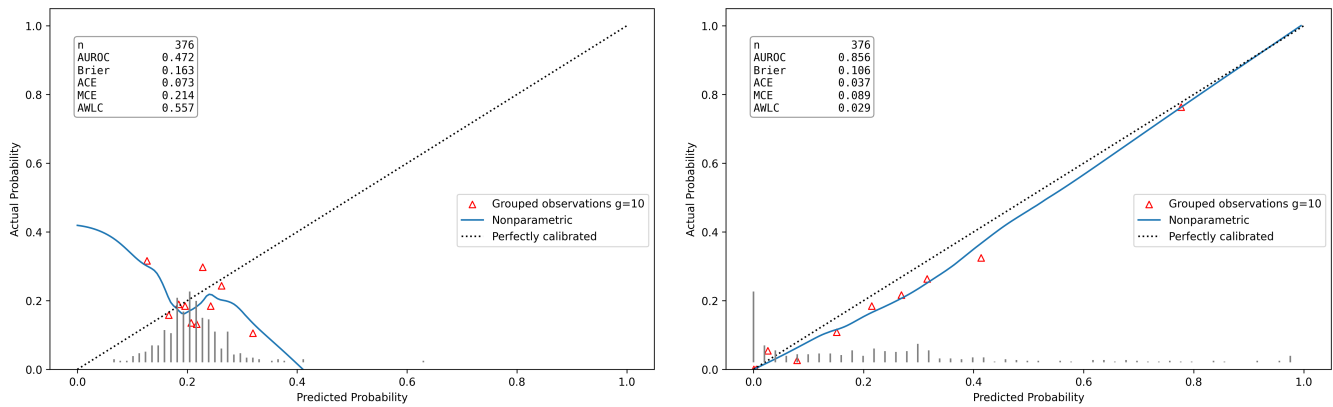 1.0
0.8
0.6
0.4
0.2
0.0
0.0 0.2 0.4 0.6 0.8 1.0
Predicted Probability
Actual Probability
n 376
AUROC 0.472
Brier 0.163
ACE 0.073
MCE 0.214
AWLC 0.557
Grouped observations g=10
Nonparametric
Perfectly calibrated
1.0
0.8
0.6
0.4
0.2
0.0
0.0 0.2 0.4 0.6 0.8 1.0
Predicted Probability
Actual Probability
n 376
AUROC 0.856
Brier 0.106
ACE 0.037
MCE 0.089
AWLC 0.029
Grouped observations g=10
Nonparametric
Perfectly calibrated